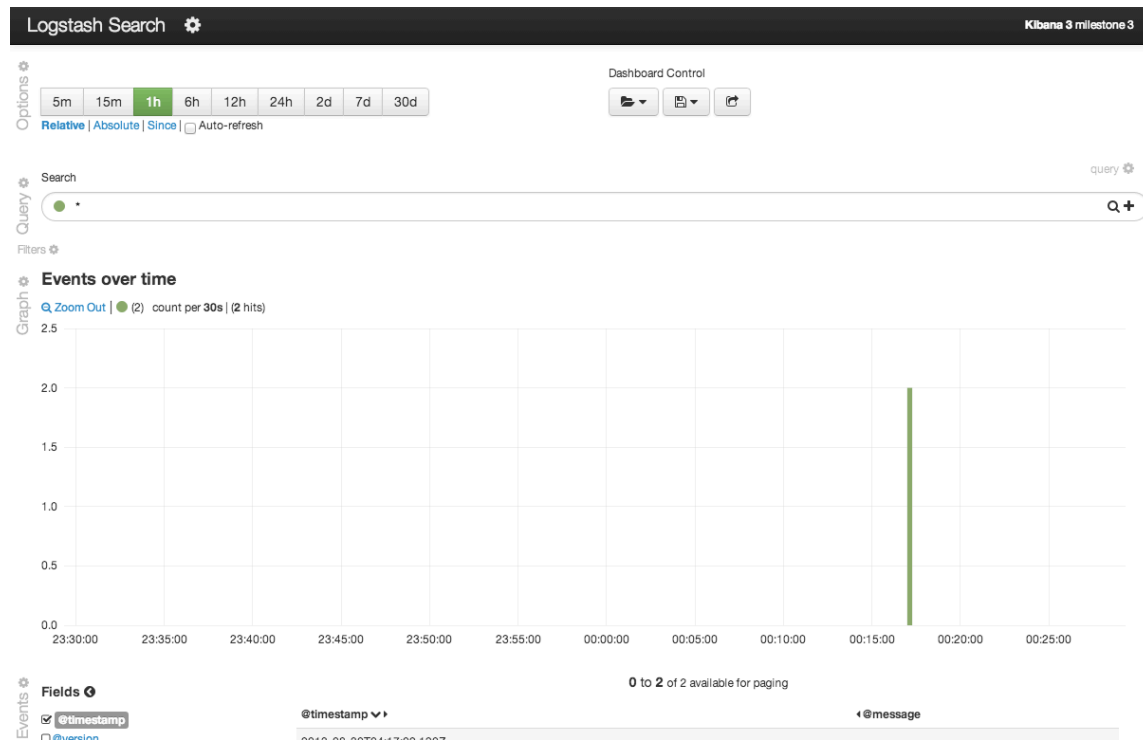 Logstash Search
Kibana 3 milestone 3
Options
Dashboard Control
5m 15m 1h 6h 12h 24h 2d 7d 30d
Relative | Absolute | Since | Auto-refresh
query
Query
Search
*
Filters
Graph
Events over time
Zoom Out | (2) count per 30s | (2 hits)
2.5
2.0
1.5
1.0
0.5
0.0
23:30:00 23:35:00 23:40:00 23:45:00 23:50:00 23:55:00 00:00:00 00:05:00 00:10:00 00:15:00 00:20:00 00:25:00
Events
0 to 2 of 2 available for paging
Fields
@timestamp @timestamp @message
@version